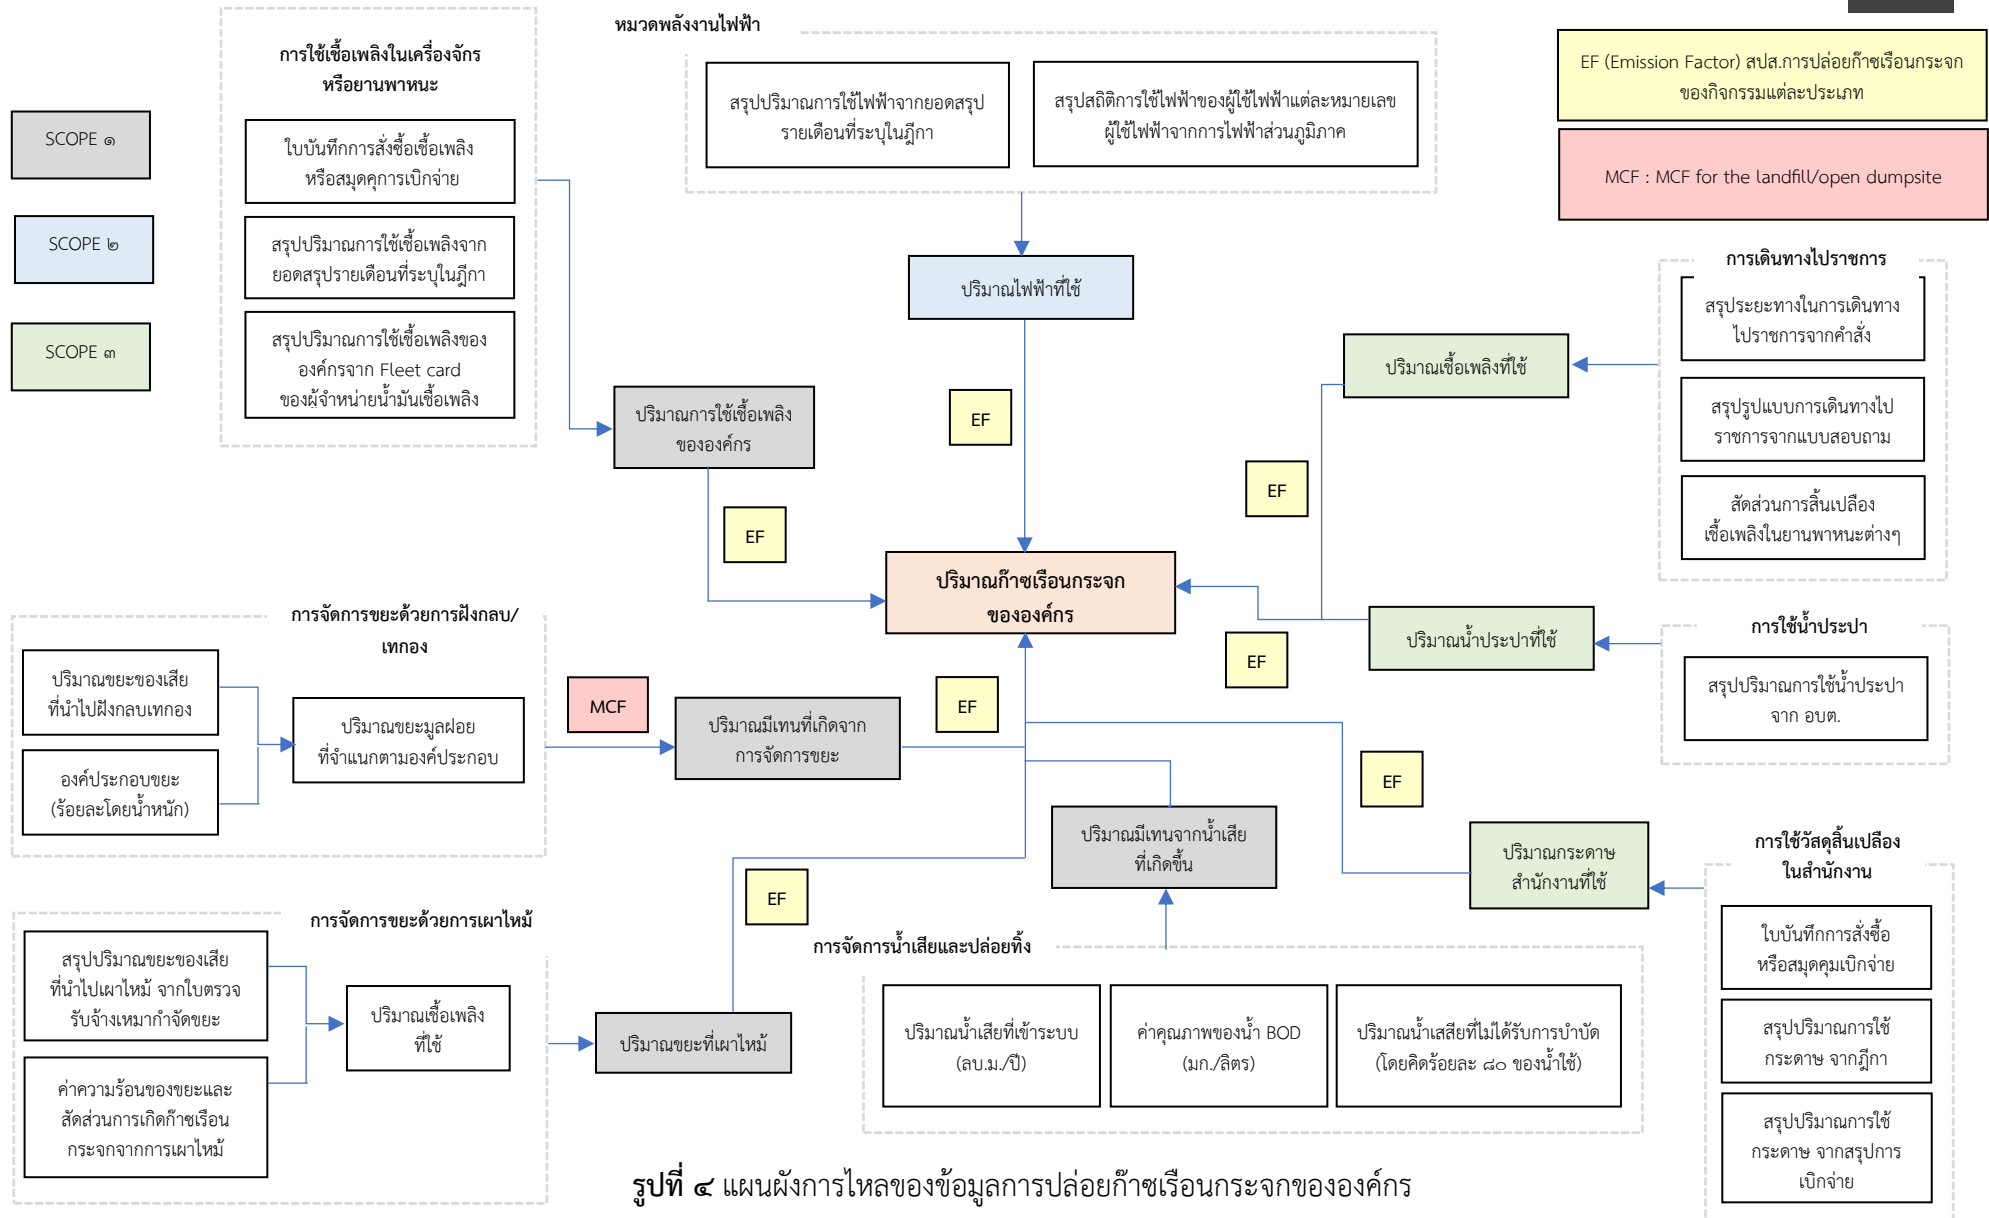 หมวดพลังงานไฟฟ้า
การใช้เชื้อเพลิงในเครื่องจักร
หรือยานพาหนะ
SCOPE ๑
SCOPE ๒
SCOPE ๓
ใบบันทึกการสั่งซื้อเชื้อเพลิง
หรือสมุดคุการเบิกจ่าย
สรุปปริมาณการใช้เชื้อเพลิงจาก
ยอดสรุปรายเดือนที่ระบุในฎีกา
สรุปปริมาณการใช้เชื้อเพลิงของ
องค์กรจาก Fleet card
ของผู้จำหน่ายน้ำมันเชื้อเพลิง
สรุปปริมาณการใช้ไฟฟ้าจากยอดสรุป
รายเดือนที่ระบุในฎีกา
สรุปสถิติการใช้ไฟฟ้าของผู้ใช้ไฟฟ้าแต่ละหมายเลข
ผู้ใช้ไฟฟ้าจากการไฟฟ้าส่วนภูมิภาค
EF (Emission Factor) สปส.การปล่อยก๊าซเรือนกระจก
ของกิจกรรมแต่ละประเภท
MCF : MCF for the landfill/open dumpsite
ปริมาณไฟฟ้าที่ใช้
EF
ปริมาณการใช้เชื้อเพลิง
ขององค์กร
EF
การเดินทางไปราชการ
สรุประยะทางในการเดินทาง
ไปราชการจากคำสั่ง
สรุปรูปแบบการเดินทางไป
ราชการจากแบบสอบถาม
สัดส่วนการสิ้นเปลือง
เชื้อเพลิงในยานพาหนะต่างๆ
ปริมาณเชื้อเพลิงที่ใช้
EF
ปริมาณก๊าซเรือนกระจก
ขององค์กร
EF
ปริมาณน้ำประปาที่ใช้
การใช้น้ำประปา
สรุปปริมาณการใช้น้ำประปา
จาก อบต.
การจัดการขยะด้วยการฝังกลบ/
เทกอง
ปริมาณขยะของเสีย
ที่นำไปฝังกลบเทกอง
องค์ประกอบขยะ
(ร้อยละโดยน้ำหนัก)
ปริมาณขยะมูลฝอย
ที่จำแนกตามองค์ประกอบ
MCF
ปริมาณมีเทนที่เกิดจาก
การจัดการขยะ
EF
EF
ปริมาณมีเทนจากน้ำเสีย
ที่เกิดขึ้น
ปริมาณกระดาษ
สำนักงานที่ใช้
การใช้วัสดุสิ้นเปลือง
ในสำนักงาน
ใบบันทึกการสั่งซื้อ
หรือสมุดคุมเบิกจ่าย
สรุปปริมาณการใช้
กระดาษ จากฎีกา
สรุปปริมาณการใช้
กระดาษ จากสรุปการ
เบิกจ่าย
การจัดการขยะด้วยการเผาไหม้
สรุปปริมาณขยะของเสีย
ที่นำไปเผาไหม้ จากใบตรวจ
รับจ้างเหมากำจัดขยะ
ค่าความร้อนของขยะและ
สัดส่วนการเกิดก๊าซเรือน
กระจกจากการเผาไหม้
ปริมาณเชื้อเพลิง
ที่ใช้
ปริมาณขยะที่เผาไหม้
EF
การจัดการน้ำเสียและปล่อยทิ้ง
ปริมาณน้ำเสียที่เข้าระบบ
(ลบ.ม./ปี)
ค่าคุณภาพของน้ำ BOD
(มก./ลิตร)
ปริมาณน้ำเสสียที่ไม่ได้รับการบำบัด
(โดยคิดร้อยละ ๘๐ ของน้ำใช้)
รูปที่ ๔ แผนผังการไหลของข้อมูลการปล่อยก๊าซเรือนกระจกขององค์กร